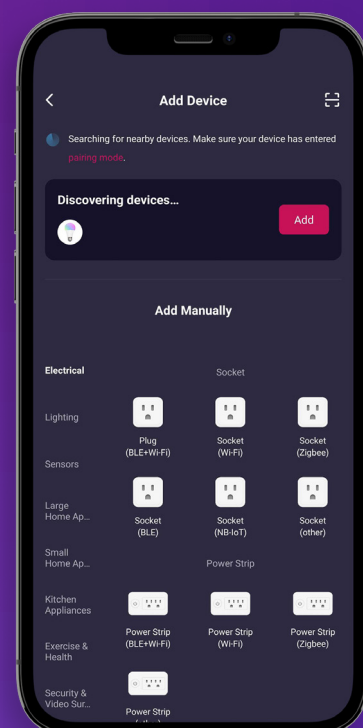 Add Device
Searching for nearby devices. Make sure your device has entered
pairing mode.
Discovering devices...
Add
Add Manually
Electrical
Lighting
Sensors
Large
Home Ap...
Small
Home Ap...
Kitchen
Appliances
Exercise &
Health
Security &
Video Sur...
Socket
Plug
(BLE+Wi-Fi)
Socket
(Wi-Fi)
Socket
(Zigbee)
Socket
(BLE)
Socket
(NB-IoT)
Socket
(other)
Power Strip
Power Strip
(BLE+Wi-Fi)
Power Strip
(Wi-Fi)
Power Strip
(Zigbee)
Power Strip
(other)